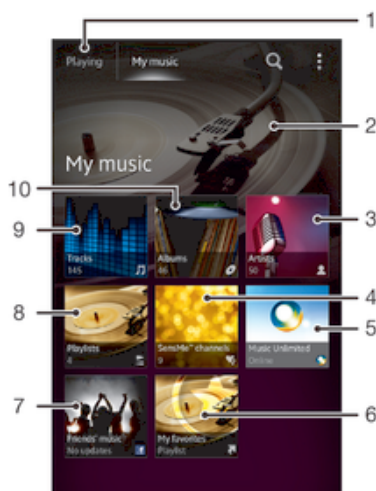 1
Playing My music
2
My music
10
9
3
Tracks
145
Albums
46
Artists
50
4
8
5
Playlists
4
SensMe™ channels
9
Music Unlimited
Online
7
6
Friends' music
No updates
My favorites
Playlist